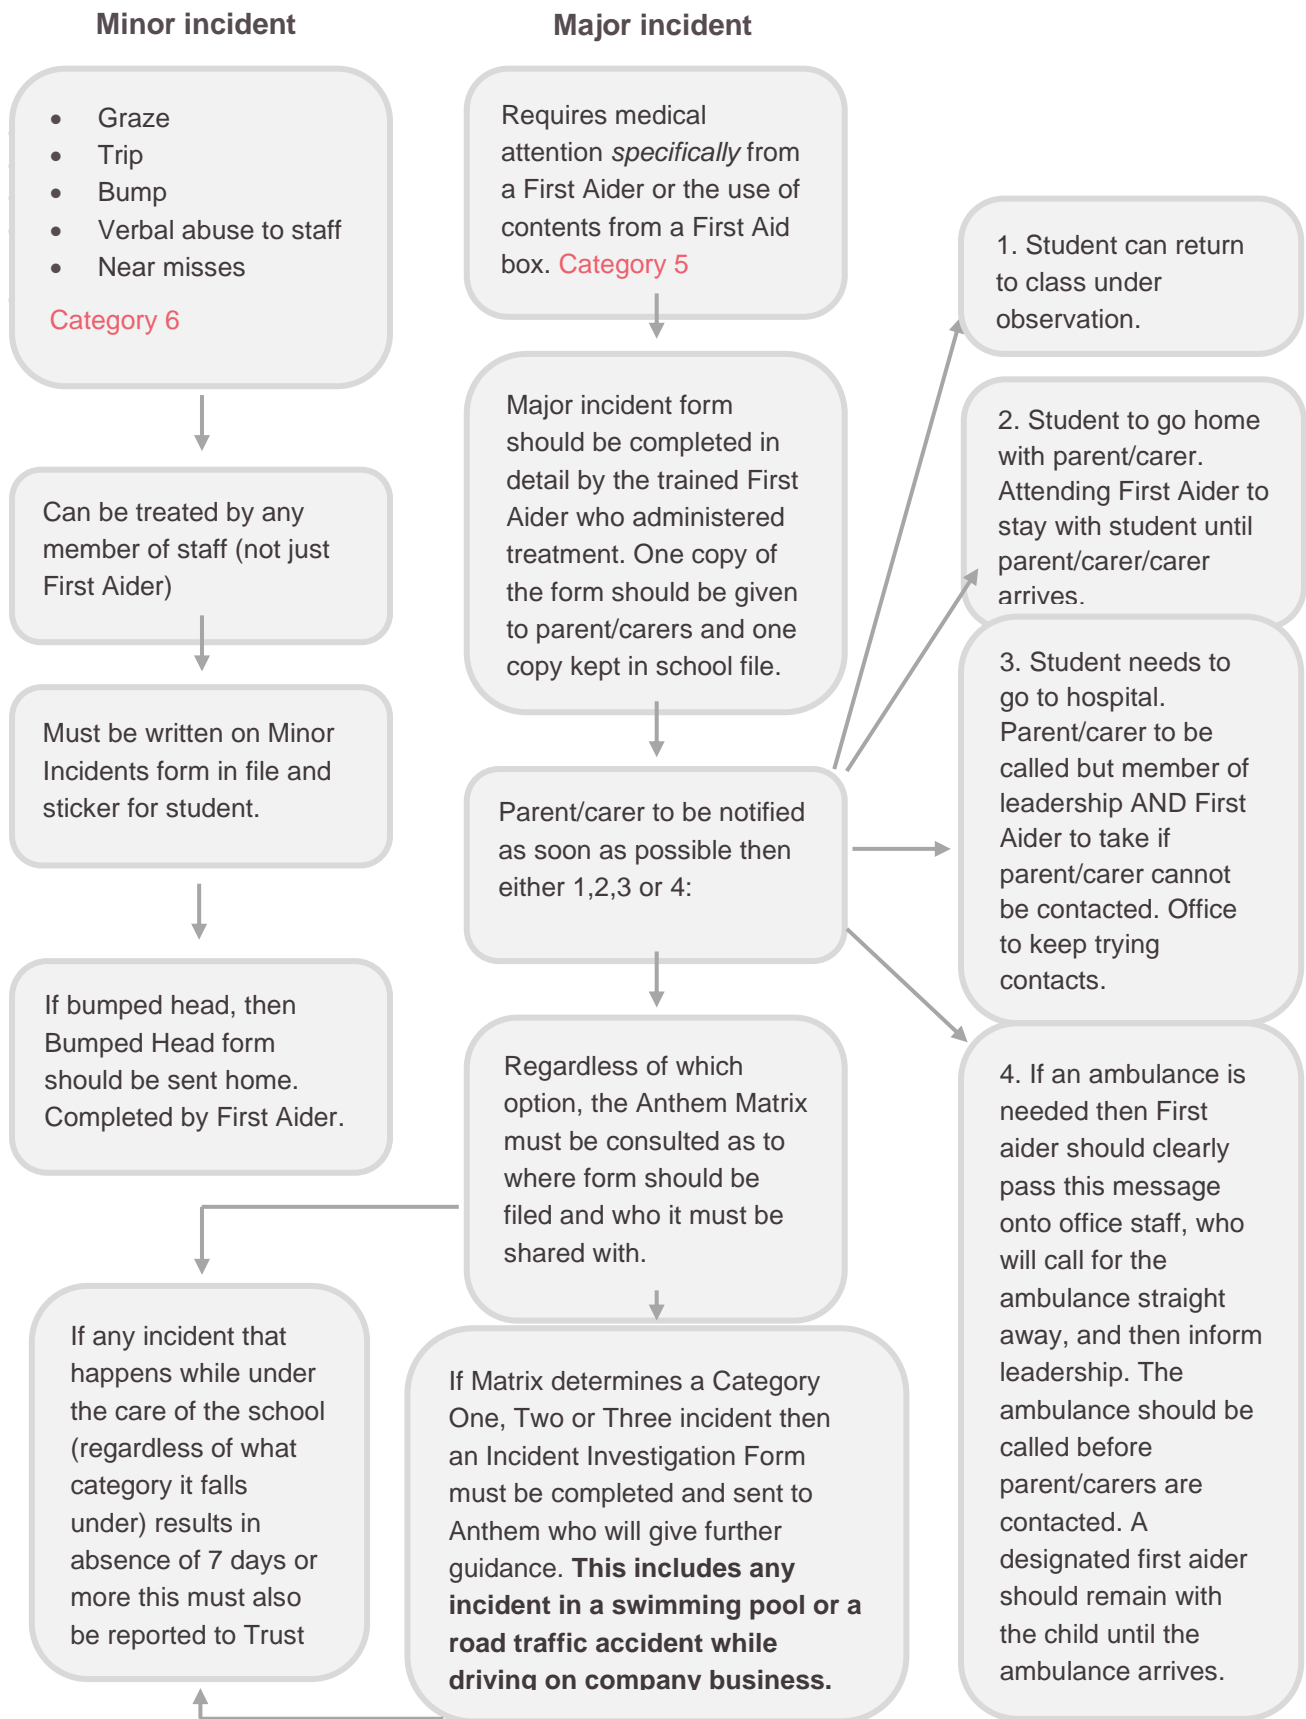 Minor incident
Major incident
• Graze
• Trip
• Bump
• Verbal abuse to staff
• Near misses
Category 6
Can be treated by any
member of staff (not just
First Aider)
Must be written on Minor
Incidents form in file and
sticker for student.
If bumped head, then
Bumped Head form
should be sent home.
Completed by First Aider.
Requires medical
attention specifically from
a First Aider or the use of
contents from a First Aid
box. Category 5
Major incident form
should be completed in
detail by the trained First
Aider who administered
treatment. One copy of
the form should be given
to parent/carers and one
copy kept in school file.
Parent/carer to be notified
as soon as possible then
either 1,2,3 or 4:
1. Student can return
to class under
observation.
2. Student to go home
with parent/carer.
Attending First Aider to
stay with student until
parent/carer/carer
arrives.
3. Student needs to
go to hospital.
Parent/carer to be
called but member of
leadership AND First
Aider to take if
parent/carer cannot
be contacted. Office
to keep trying
contacts.
4. If an ambulance is
needed then First
aider should clearly
pass this message
onto office staff, who
will call for the
ambulance straight
away, and then inform
leadership. The
ambulance should be
called before
parent/carers are
contacted. A
designated first aider
should remain with
the child until the
ambulance arrives.
Regardless of which
option, the Anthem Matrix
must be consulted as to
where form should be
filed and who it must be
shared with.
If Matrix determines a Category
One, Two or Three incident then
an Incident Investigation Form
must be completed and sent to
Anthem who will give further
guidance. This includes any
incident in a swimming pool or a
road traffic accident while
driving on company business.
If any incident that
happens while under
the care of the school
(regardless of what
category it falls
under) results in
absence of 7 days or
more this must also
be reported to Trust